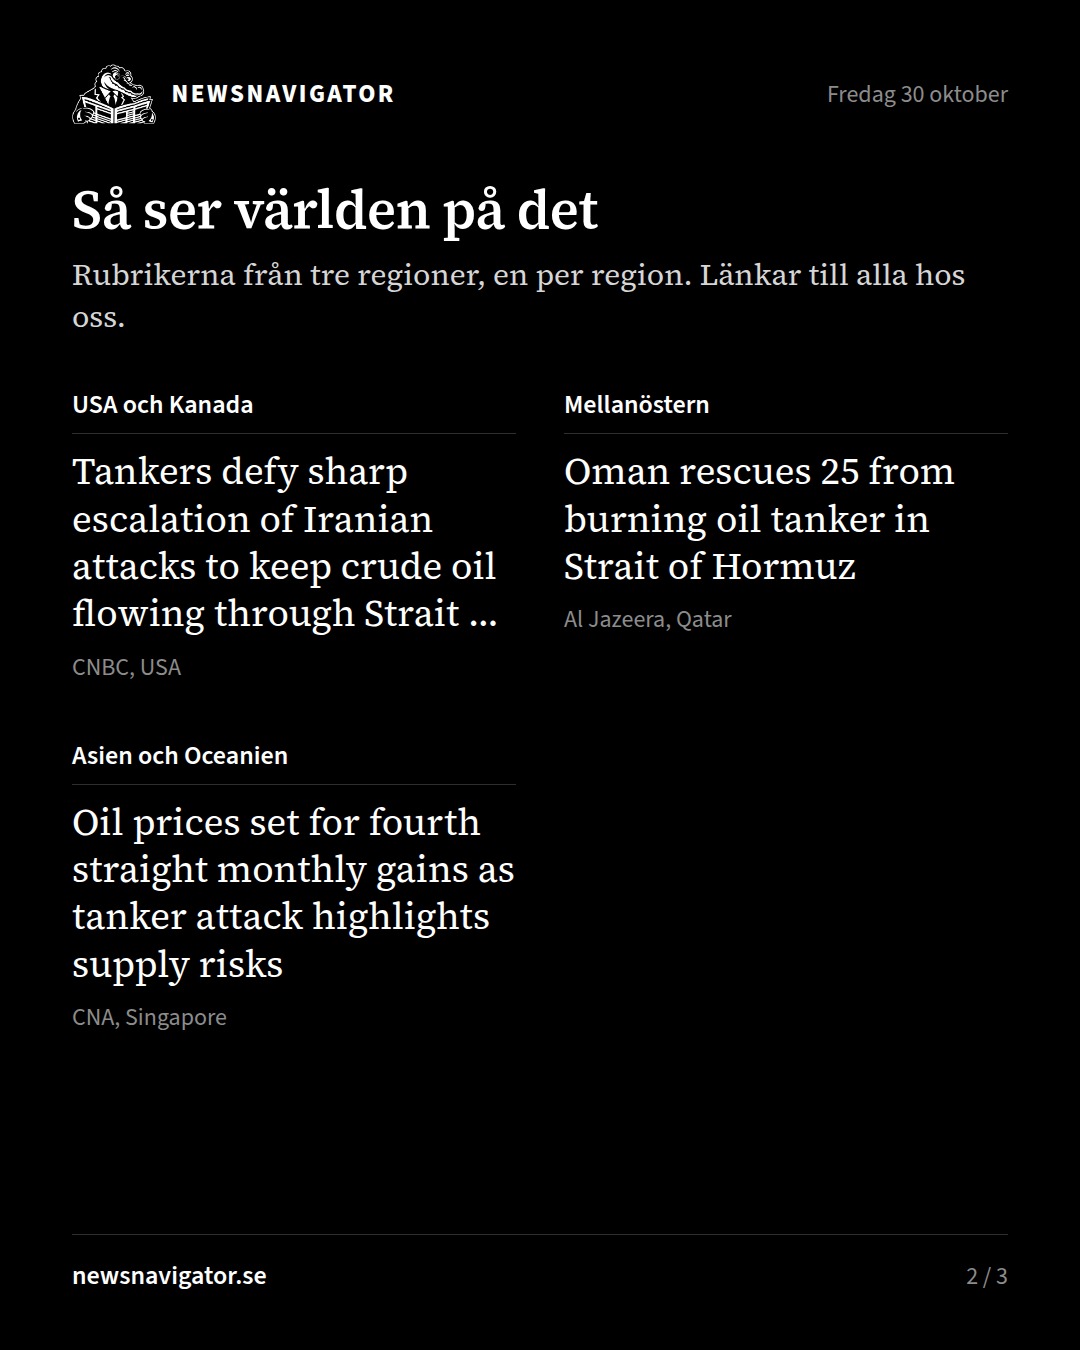 NEWSNAVIGATOR
Fredag 30 oktober
Så ser världen på det
Rubrikerna från tre regioner, en per region. Länkar till alla hos
oss.
USA och Kanada
Tankers defy sharp
escalation of Iranian
attacks to keep crude oil
flowing through Strait ...
CNBC, USA
Mellanöstern
Oman rescues 25 from
burning oil tanker in
Strait of Hormuz
Al Jazeera, Qatar
Asien och Oceanien
Oil prices set for fourth
straight monthly gains as
tanker attack highlights
supply risks
CNA, Singapore
newsnavigator.se
2 / 3